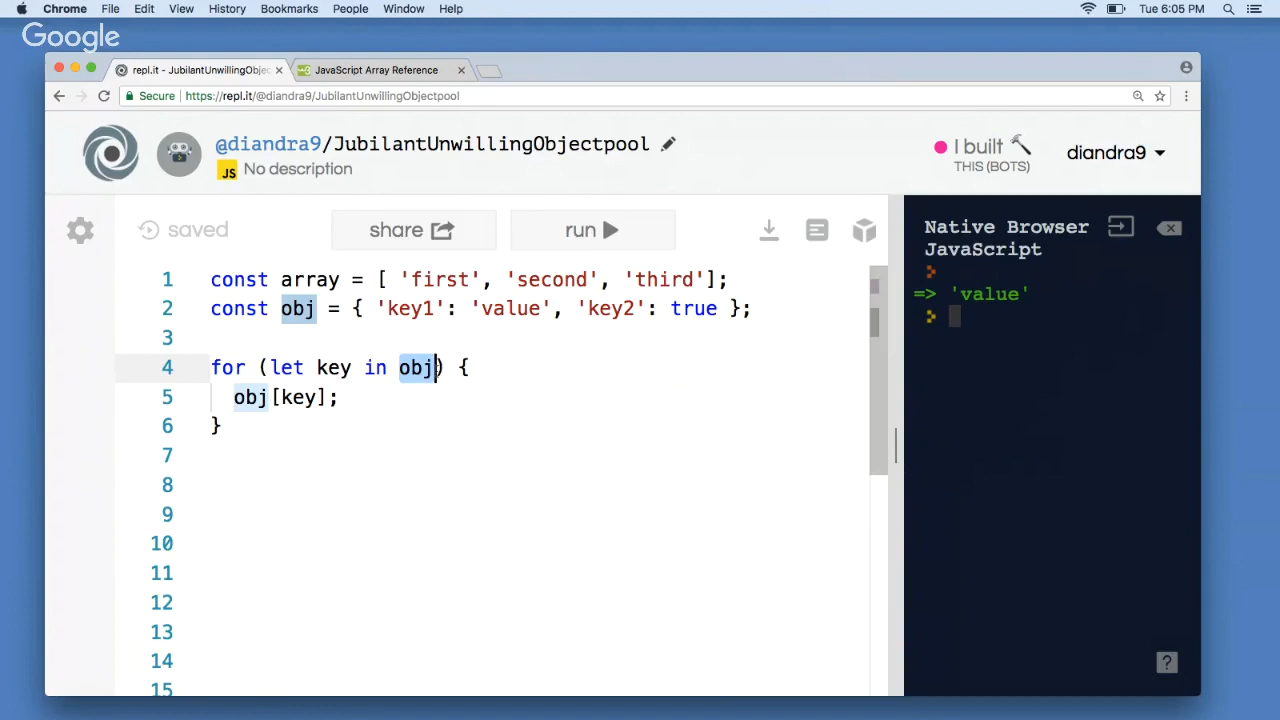 Chrome File Edit View History Bookmarks People Window Help Tue 6:05 PM
Google
repl.it - JubilantUnwillingObjec × JavaScript Array Reference ×
Secure https://repl.it/@diandra9/JubilantUnwillingObjectpool
@diandra9/JubilantUnwillingObjectpool
JS No description
I built
THIS (BOTS)
diandra9
saved share run
Native Browser
JavaScript
=> 'value'
1 const array = [ 'first', 'second', 'third'];
2 const obj = { 'key1': 'value', 'key2': true };
3
4 for (let key in obj) {
5 obj[key];
6 }
7
8
9
10
11
12
13
14
15
?